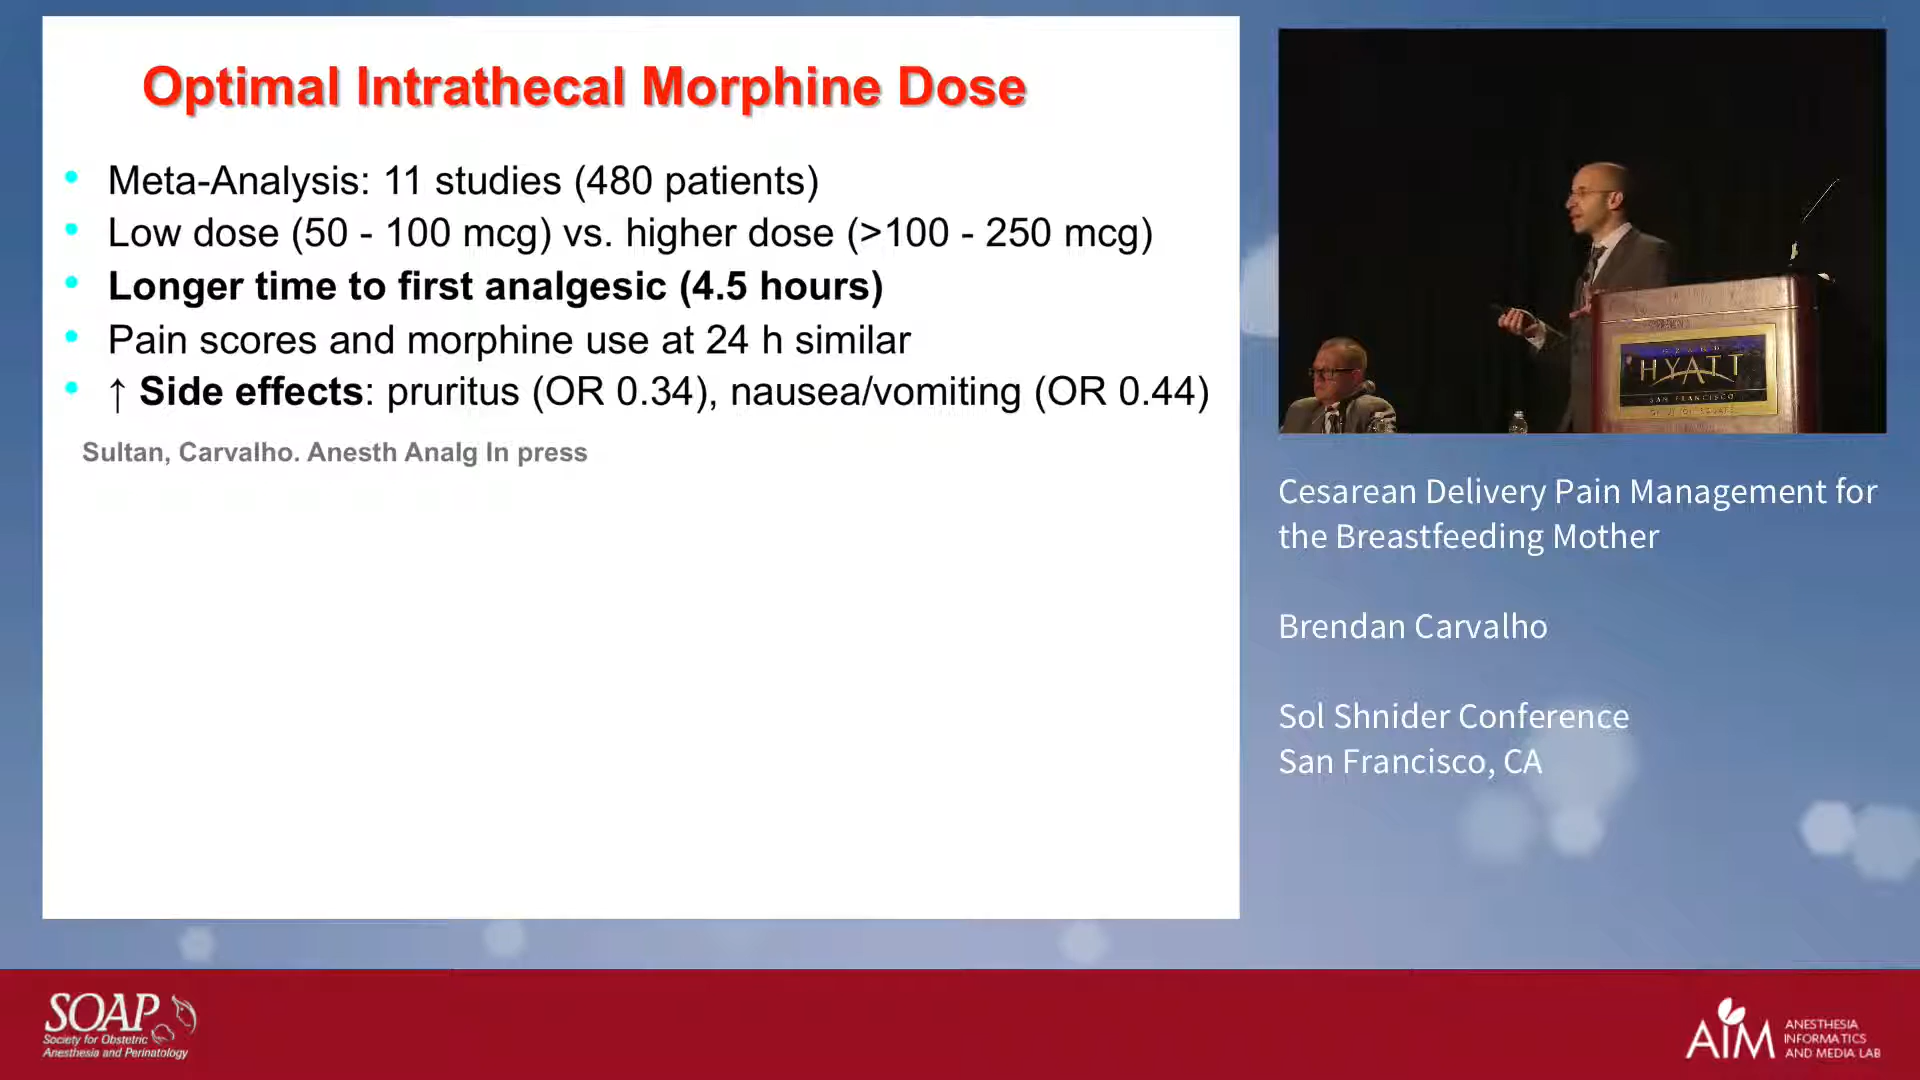 Optimal Intrathecal Morphine Dose
• Meta-Analysis: 11 studies (480 patients)
• Low dose (50 - 100 mcg) vs. higher dose (>100 - 250 mcg)
• Longer time to first analgesic (4.5 hours)
• Pain scores and morphine use at 24 h similar
• ↑ Side effects: pruritus (OR 0.34), nausea/vomiting (OR 0.44)
Sultan, Carvalho. Anesth Analg In press
HYATT
SAN FRANCISCO
Cesarean Delivery Pain Management for
the Breastfeeding Mother
Brendan Carvalho
Sol Shnider Conference
San Francisco, CA
SOAP
Society for Obstetric
Anesthesia and Perinatology
AIM
ANESTHESIA
INFORMATICS
AND MEDIA LAB